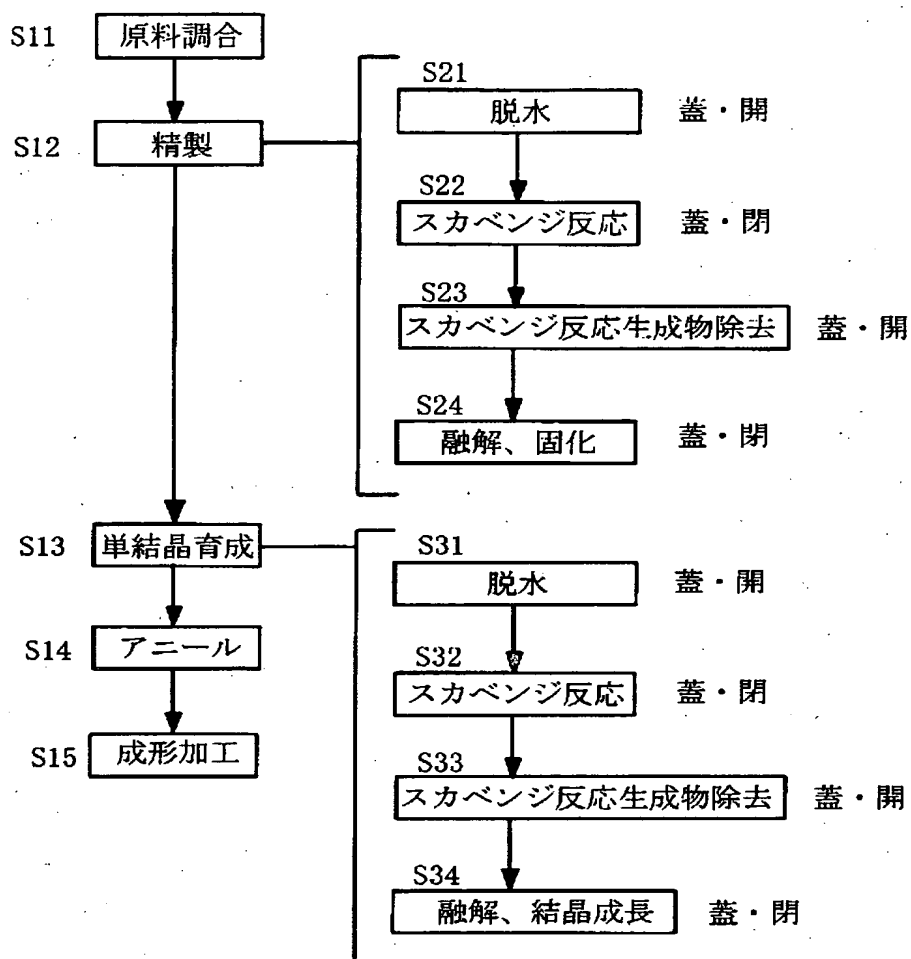 S11 原料調合
S12 精製
S21
脱水 蓋・開
S22
スカベンジ反応 蓋・閉
S23
スカベンジ反応生成物除去 蓋・開
S24
融解、固化 蓋・閉
S13 単結晶育成
S14 アニール
S15 成形加工
S31
脱水 蓋・開
S32
スカベンジ反応 蓋・閉
S33
スカベンジ反応生成物除去 蓋・開
S34
融解、結晶成長 蓋・閉